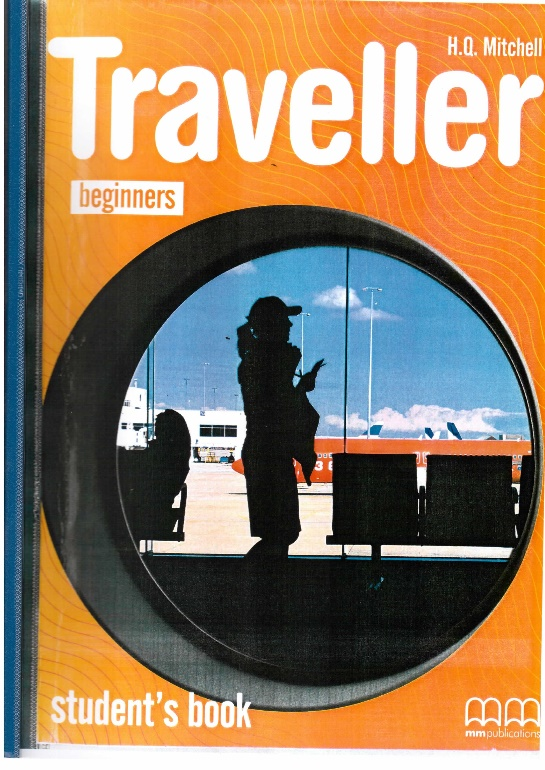 H.Q. Mitchell
Traveller
beginners
student's book
mm publications